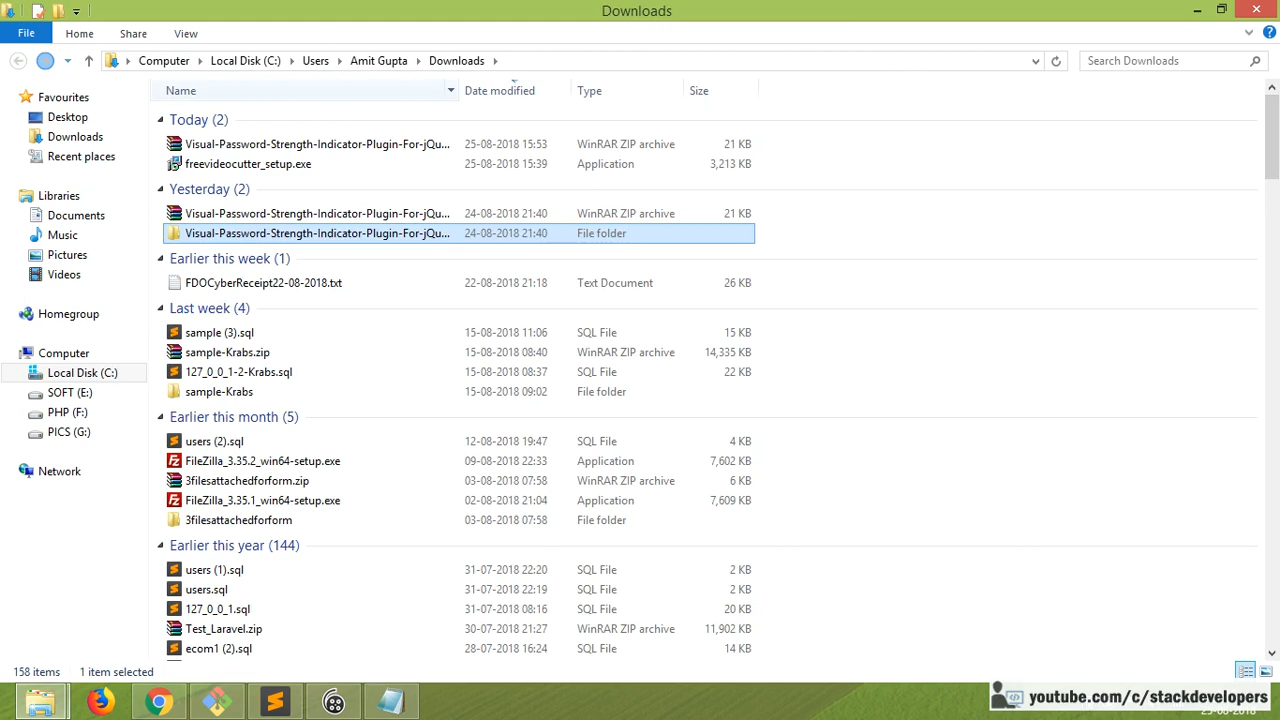 Downloads
File Home Share View
Computer Local Disk (C:) Users Amit Gupta Downloads Search Downloads
Name Date modified Type Size
Favourites
Desktop
Downloads
Recent places
Libraries
Documents
Music
Pictures
Videos
Homegroup
Computer
Local Disk (C:)
SOFT (E:)
PHP (F:)
PICS (G:)
Network
Today (2)
Visual-Password-Strength-Indicator-Plugin-For-jQu... 25-08-2018 15:53 WinRAR ZIP archive 21 KB
freevideocutter_setup.exe 25-08-2018 15:39 Application 3,213 KB
Yesterday (2)
Visual-Password-Strength-Indicator-Plugin-For-jQu... 24-08-2018 21:40 WinRAR ZIP archive 21 KB
Visual-Password-Strength-Indicator-Plugin-For-jQu... 24-08-2018 21:40 File folder
Earlier this week (1)
FDOCyberReceipt22-08-2018.txt 22-08-2018 21:18 Text Document 26 KB
Last week (4)
sample (3).sql 15-08-2018 11:06 SQL File 15 KB
sample-Krabs.zip 15-08-2018 08:40 WinRAR ZIP archive 14,335 KB
127_0_0_1-2-Krabs.sql 15-08-2018 08:37 SQL File 22 KB
sample-Krabs 15-08-2018 09:02 File folder
Earlier this month (5)
users (2).sql 12-08-2018 19:47 SQL File 4 KB
FileZilla_3.35.2_win64-setup.exe 09-08-2018 22:33 Application 7,602 KB
3filesattachedforform.zip 03-08-2018 07:58 WinRAR ZIP archive 6 KB
FileZilla_3.35.1_win64-setup.exe 02-08-2018 21:04 Application 7,609 KB
3filesattachedforform 03-08-2018 07:58 File folder
Earlier this year (144)
users (1).sql 31-07-2018 22:20 SQL File 2 KB
users.sql 31-07-2018 22:19 SQL File 2 KB
127_0_0_1.sql 31-07-2018 08:16 SQL File 20 KB
Test_Laravel.zip 30-07-2018 21:27 WinRAR ZIP archive 11,902 KB
ecom1 (2).sql 28-07-2018 16:24 SQL File 14 KB
158 items 1 item selected
youtube.com/c/stackdevelopers